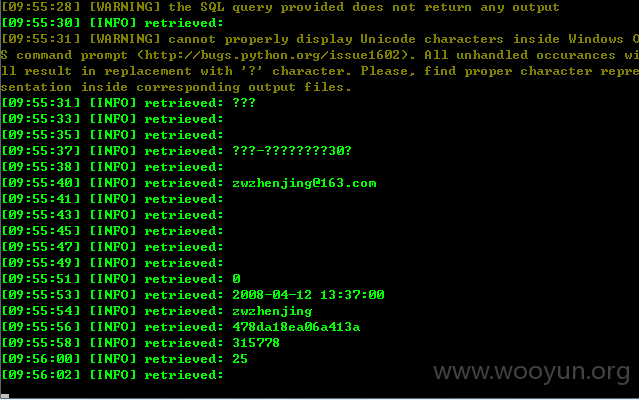 [09:55:28] [WARNING] the SQL query provided does not return any output
[09:55:30] [INFO] retrieved:
[09:55:31] [WARNING] cannot properly display Unicode characters inside Windows O
S command prompt (http://bugs.python.org/issue1602). All unhandled occurances wi
ll result in replacement with '?' character. Please, find proper character repre
sentation inside corresponding output files.
[09:55:31] [INFO] retrieved: ???
[09:55:33] [INFO] retrieved:
[09:55:35] [INFO] retrieved:
[09:55:37] [INFO] retrieved: ???-????????30?
[09:55:38] [INFO] retrieved:
[09:55:40] [INFO] retrieved: zwzhenjing@163.com
[09:55:41] [INFO] retrieved:
[09:55:43] [INFO] retrieved:
[09:55:45] [INFO] retrieved:
[09:55:47] [INFO] retrieved:
[09:55:49] [INFO] retrieved:
[09:55:51] [INFO] retrieved: 0
[09:55:53] [INFO] retrieved: 2008-04-12 13:37:00
[09:55:54] [INFO] retrieved: zwzhenjing
[09:55:56] [INFO] retrieved: 478da18ea06a413a
[09:55:58] [INFO] retrieved: 315778
[09:56:00] [INFO] retrieved: 25
[09:56:02] [INFO] retrieved:
www.wooyun.org